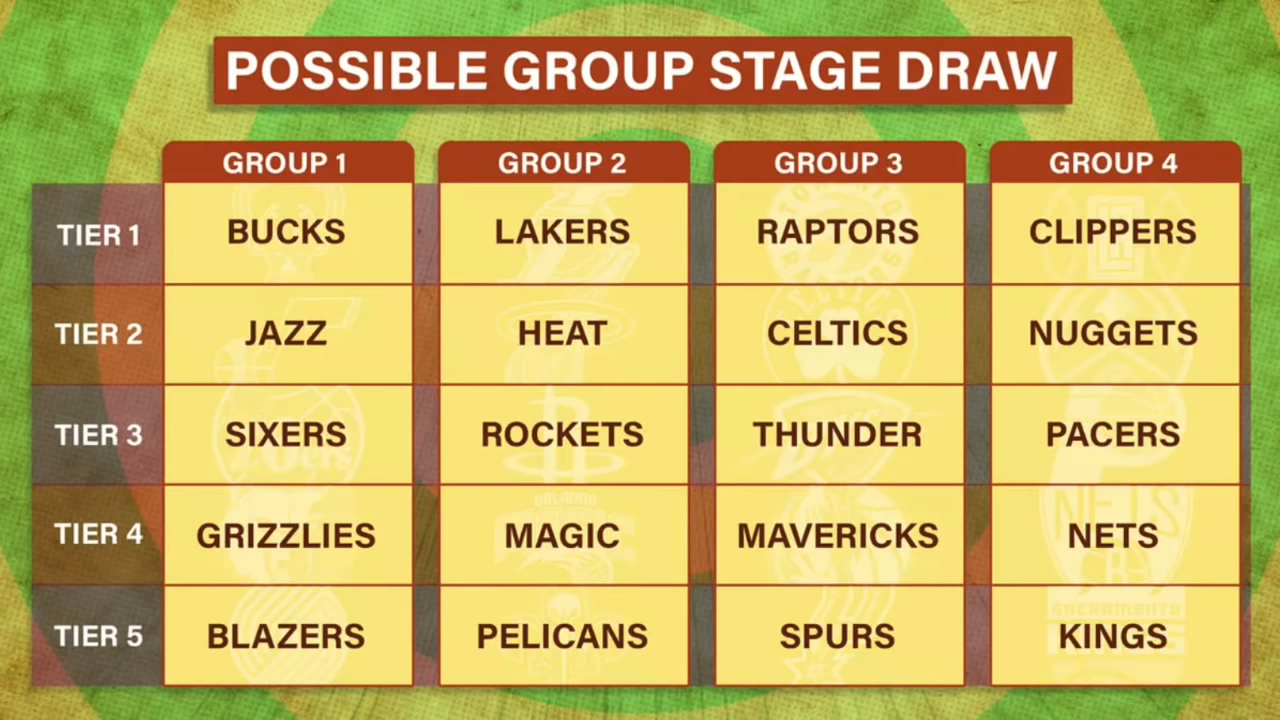 POSSIBLE GROUP STAGE DRAW
GROUP 1 GROUP 2 GROUP 3 GROUP 4
TIER 1 BUCKS LAKERS RAPTORS CLIPPERS
TIER 2 JAZZ HEAT CELTICS NUGGETS
TIER 3 SIXERS ROCKETS THUNDER PACERS
TIER 4 GRIZZLIES MAGIC MAVERICKS NETS
TIER 5 BLAZERS PELICANS SPURS KINGS